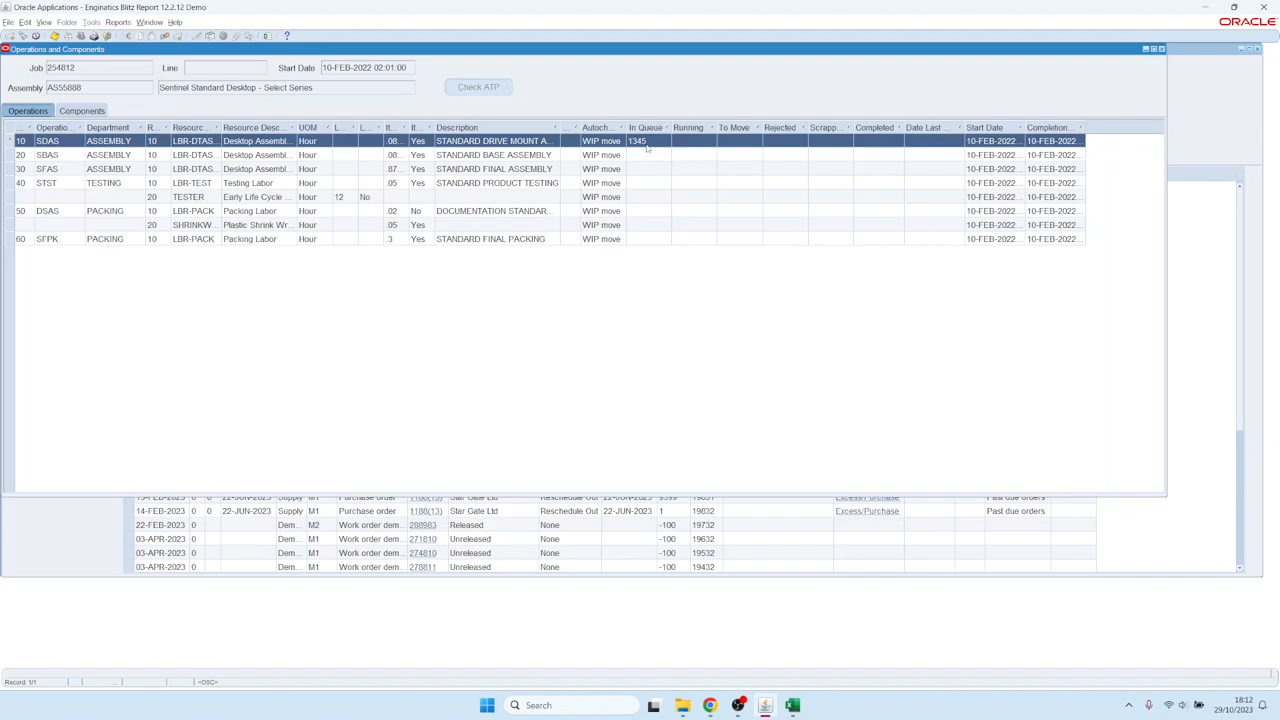 Oracle Applications - Enginatics Blitz Report 12.2.12 Demo
File Edit View Folder Tools Reports Window Help
ORACLE
Operations and Components
Job 254812 Line Start Date 10-FEB-2022 02:01:00
Assembly AS55888 Sentinel Standard Desktop - Select Series Check ATP
Operations Components
... Operatio... Department R... Resourc... Resource Desc... UOM L... L... It... It... Description ... Autoch... In Queue Running To Move Rejected Scrapp... Completed Date Last ... Start Date Completion...
10 SDAS ASSEMBLY 10 LBR-DTAS... Desktop Assembl... Hour .08... Yes STANDARD DRIVE MOUNT A... WIP move 1345 10-FEB-2022... 10-FEB-2022...
20 SBAS ASSEMBLY 10 LBR-DTAS... Desktop Assembl... Hour .08... Yes STANDARD BASE ASSEMBLY WIP move 10-FEB-2022... 10-FEB-2022...
30 SFAS ASSEMBLY 10 LBR-DTAS... Desktop Assembl... Hour .87... Yes STANDARD FINAL ASSEMBLY WIP move 10-FEB-2022... 10-FEB-2022...
40 STST TESTING 10 LBR-TEST Testing Labor Hour .05 Yes STANDARD PRODUCT TESTING WIP move 10-FEB-2022... 10-FEB-2022...
20 TESTER Early Life Cycle ... Hour 12 No WIP move 10-FEB-2022... 10-FEB-2022...
50 DSAS PACKING 10 LBR-PACK Packing Labor Hour .02 No DOCUMENTATION STANDAR... WIP move 10-FEB-2022... 10-FEB-2022...
20 SHRINKW... Plastic Shrink Wr... Hour .05 Yes WIP move 10-FEB-2022... 10-FEB-2022...
60 SFPK PACKING 10 LBR-PACK Packing Labor Hour .3 Yes STANDARD FINAL PACKING WIP move 10-FEB-2022... 10-FEB-2022...
14-FEB-2023 0 0 22-JUN-2023 Supply M1 Purchase order 1188(13) Star Gate Ltd Reschedule Out 22-JUN-2023 1 19832 Excess/Purchase Past due orders
22-FEB-2023 0 Dem... M2 Work order dem... 288983 Released None -100 19732
03-APR-2023 0 Dem... M1 Work order dem... 271810 Unreleased None -100 19632
03-APR-2023 0 Dem... M1 Work order dem... 274810 Unreleased None -100 19532
03-APR-2023 0 Dem... M1 Work order dem... 278811 Unreleased None -100 19432
Record: 1/1 ... <OSC>
Search
18:12
29/10/2023